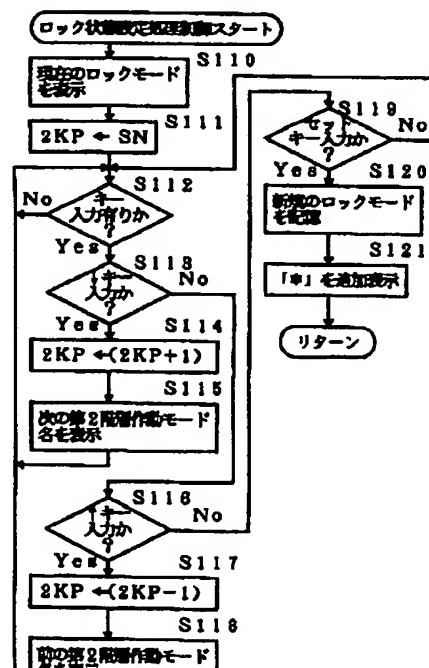 ロック状態設定処理制御スタート
S110
現在のロックモード
を表示
S111
2KP ← SN
S112
キー
入力有りか
?
No
Yes
S113
↓キー
入力か
?
No
Yes
S114
2KP ←(2KP+1)
S115
次の第2階層作動モード
名を表示
S116
↑キー
入力か
?
No
Yes
S117
2KP ←(2KP-1)
S118
前の第2階層作動モード
S119
セット
キー入力か
?
No
Yes
S120
新規のロックモード
を記憶
S121
「*」を追加表示
リターン